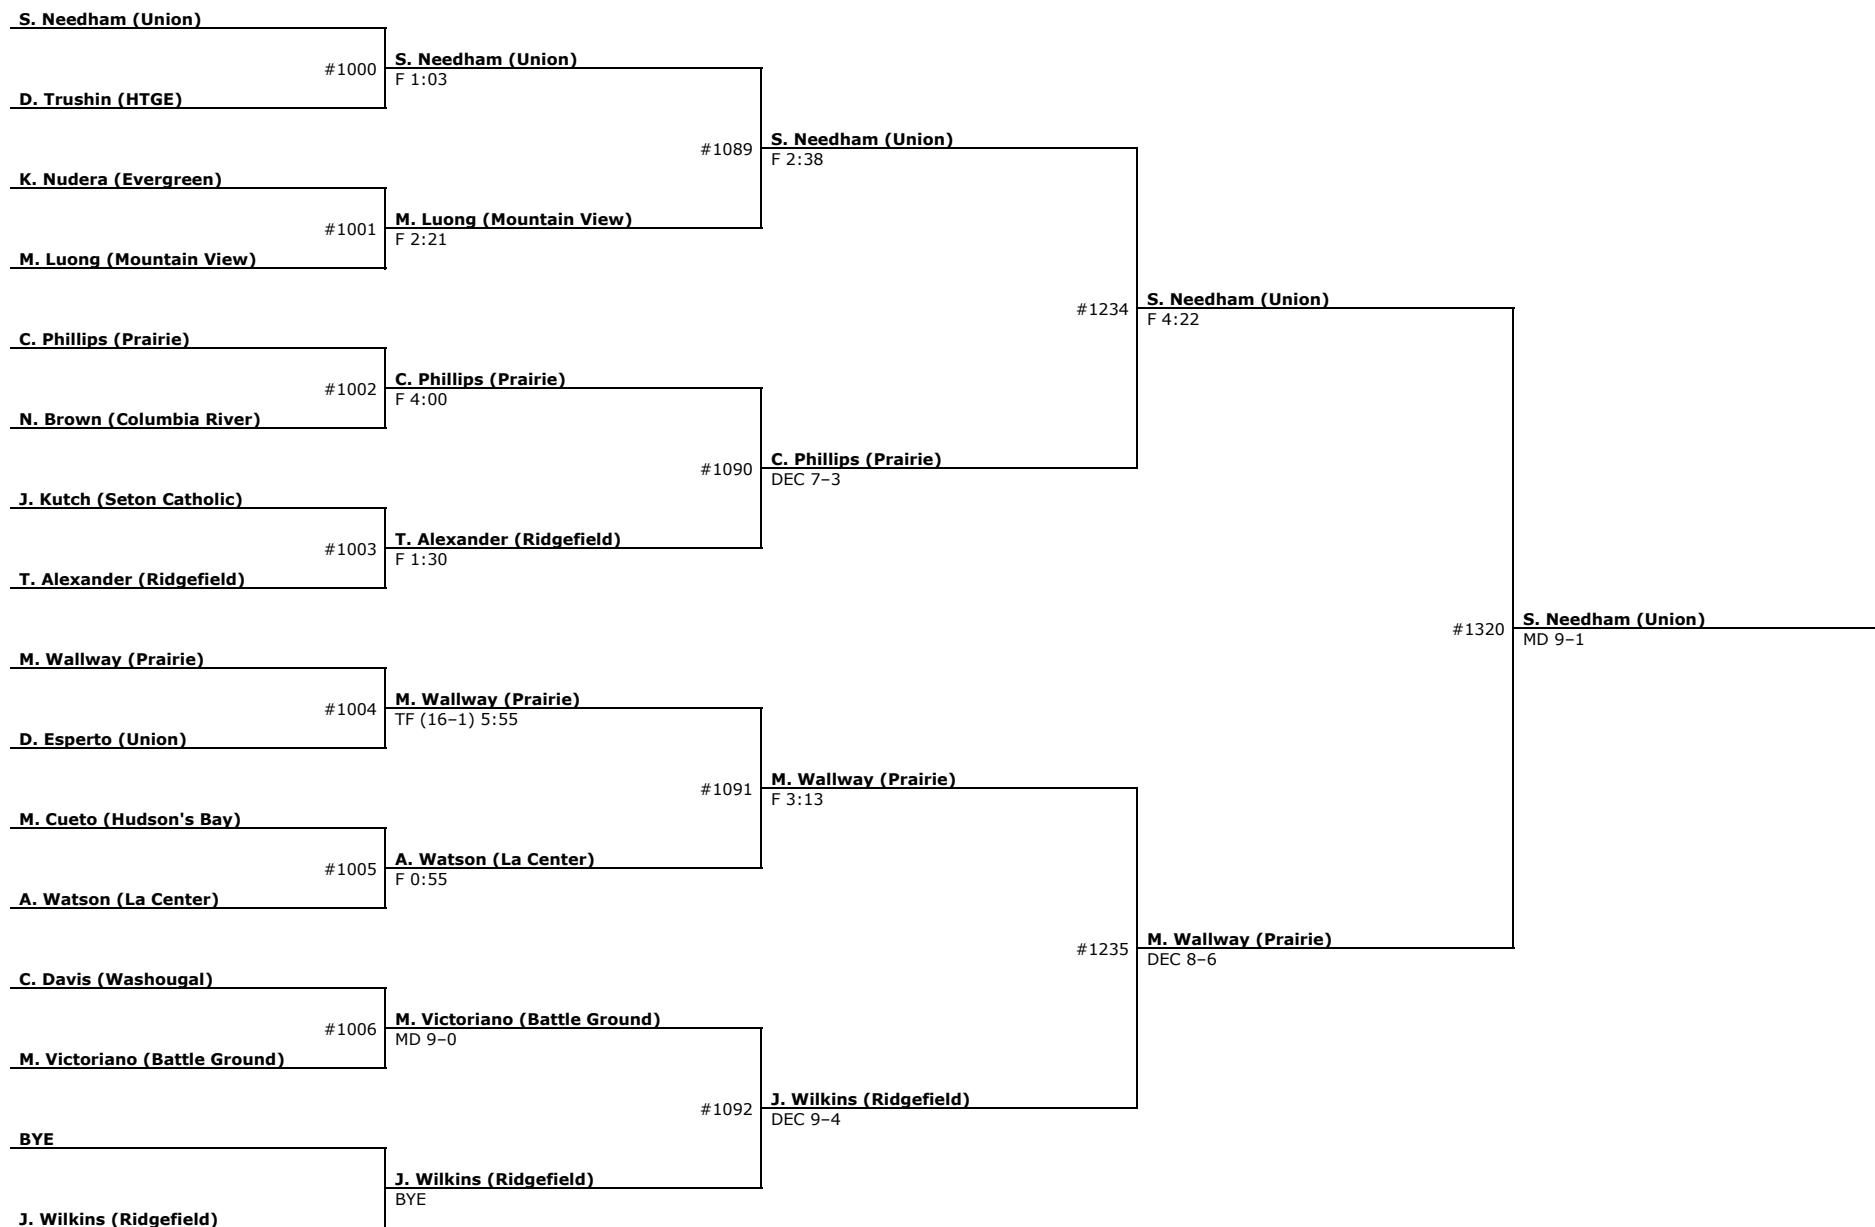 S. Needham (Union)
#1000
S. Needham (Union)
F 1:03
D. Trushin (HTGE)
#1089
S. Needham (Union)
F 2:38
K. Nudera (Evergreen)
#1001
M. Luong (Mountain View)
F 2:21
M. Luong (Mountain View)
#1234
S. Needham (Union)
F 4:22
C. Phillips (Prairie)
#1002
C. Phillips (Prairie)
F 4:00
N. Brown (Columbia River)
#1090
C. Phillips (Prairie)
DEC 7–3
J. Kutch (Seton Catholic)
#1003
T. Alexander (Ridgefield)
F 1:30
T. Alexander (Ridgefield)
#1320
S. Needham (Union)
MD 9–1
M. Wallway (Prairie)
#1004
M. Wallway (Prairie)
TF (16–1) 5:55
D. Esperto (Union)
#1091
M. Wallway (Prairie)
F 3:13
M. Cueto (Hudson's Bay)
#1005
A. Watson (La Center)
F 0:55
A. Watson (La Center)
#1235
M. Wallway (Prairie)
DEC 8–6
C. Davis (Washougal)
#1006
M. Victoriano (Battle Ground)
MD 9–0
M. Victoriano (Battle Ground)
#1092
J. Wilkins (Ridgefield)
DEC 9–4
BYE
J. Wilkins (Ridgefield)
BYE
J. Wilkins (Ridgefield)